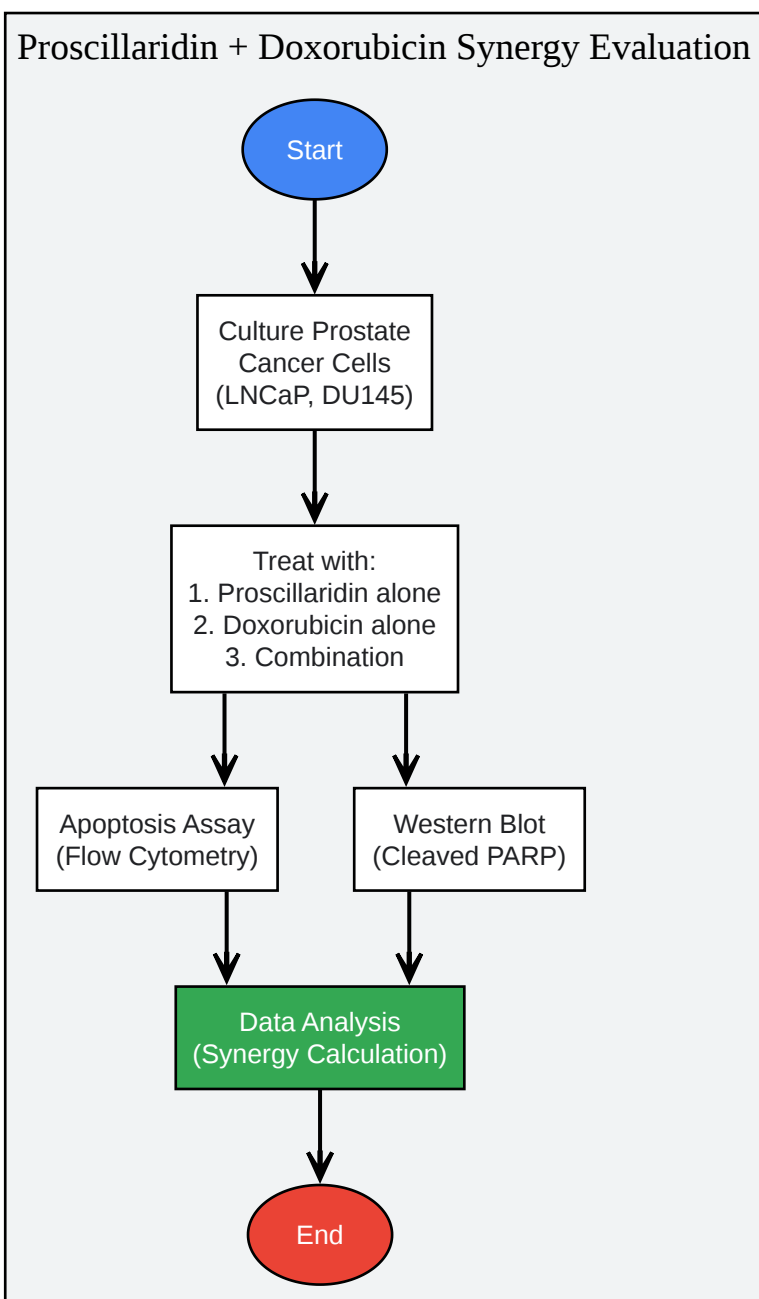 Proscillaridin + Doxorubicin Synergy Evaluation
Start
Culture Prostate
Cancer Cells
(LNCaP, DU145)
Treat with:
1. Proscillaridin alone
2. Doxorubicin alone
3. Combination
Apoptosis Assay
(Flow Cytometry)
Western Blot
(Cleaved PARP)
Data Analysis
(Synergy Calculation)
End